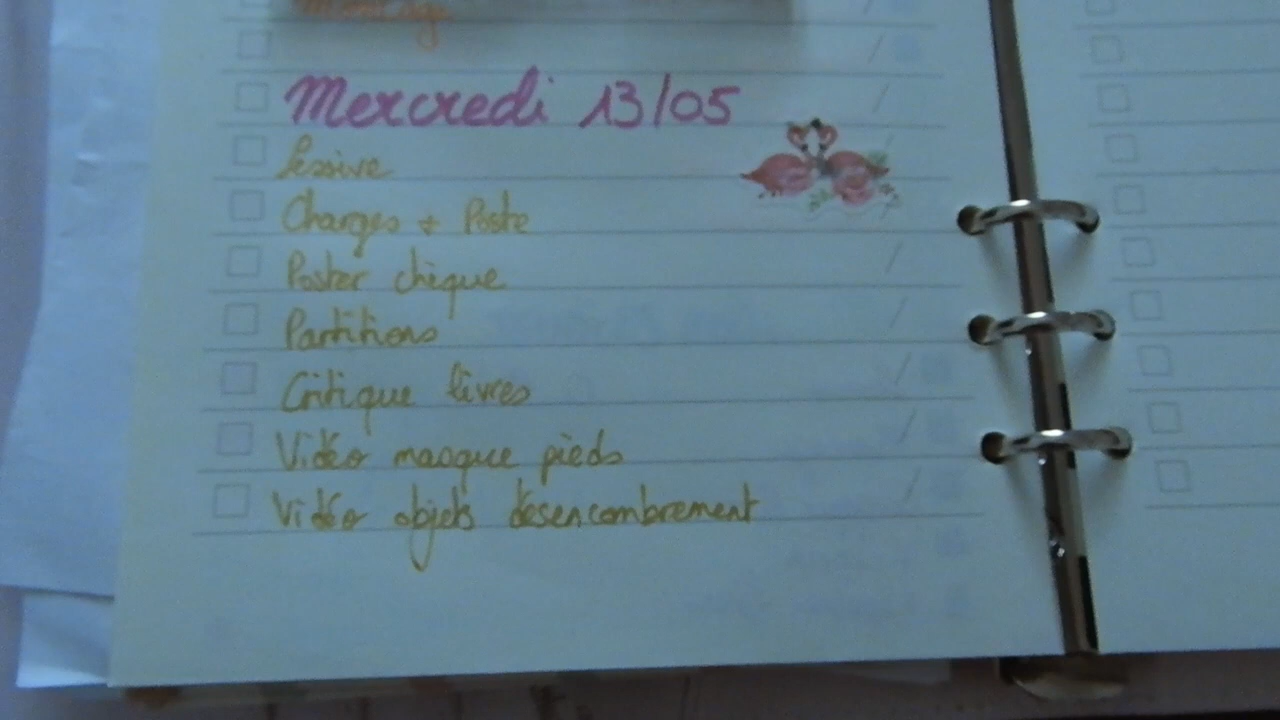 Mercredi 13/05
Lessive
Charges + Poste
Poster chèque
Partitions
Critique livres
Vidéo masque pieds
Vidéo objets désencombrement